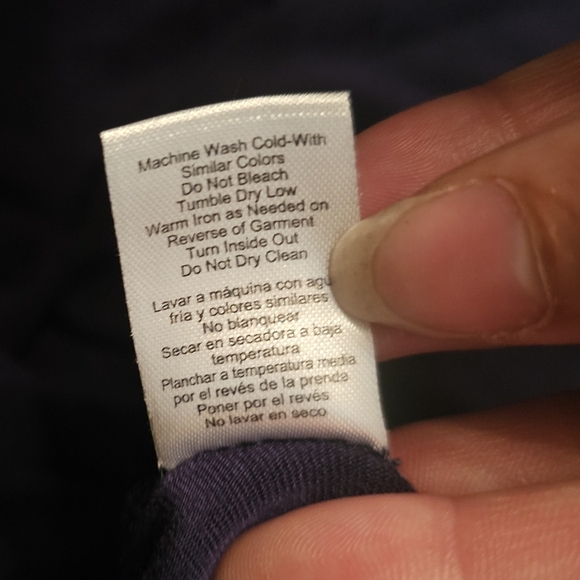 Machine Wash Cold-With
Similar Colors
Do Not Bleach
Tumble Dry Low
Warm Iron as Needed on
Reverse of Garment
Turn Inside Out
Do Not Dry Clean
Lavar a máquina con agu
fría y colores similares
No blanquear
Secar en secadora a baja
temperatura
Planchar a temperatura media
por el revés de la prenda
Poner por el revés
No lavar en seco